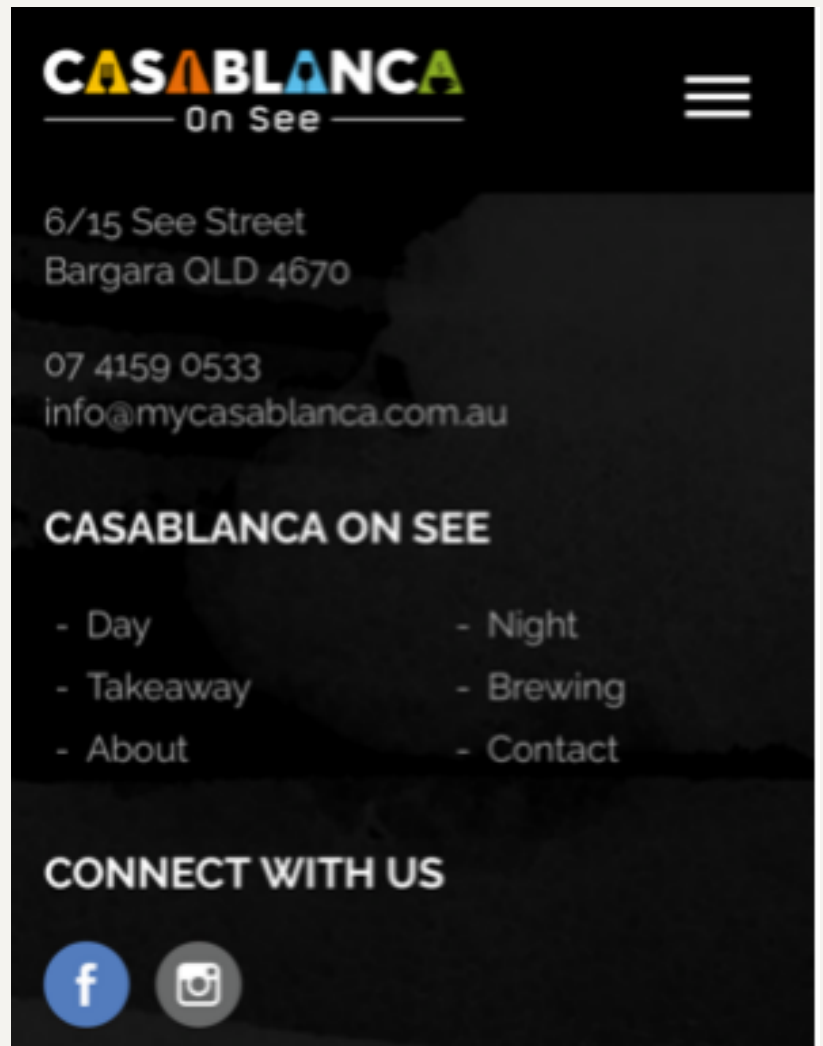 CASABLANCA
On See
6/15 See Street
Bargara QLD 4670
07 4159 0533
info@mycasablanca.com.au
CASABLANCA ON SEE
- Day
- Night
- Takeaway
- Brewing
- About
- Contact
CONNECT WITH US
f